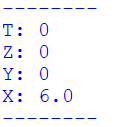 --------
T: 0
Z: 0
Y: 0
X: 6.0
--------